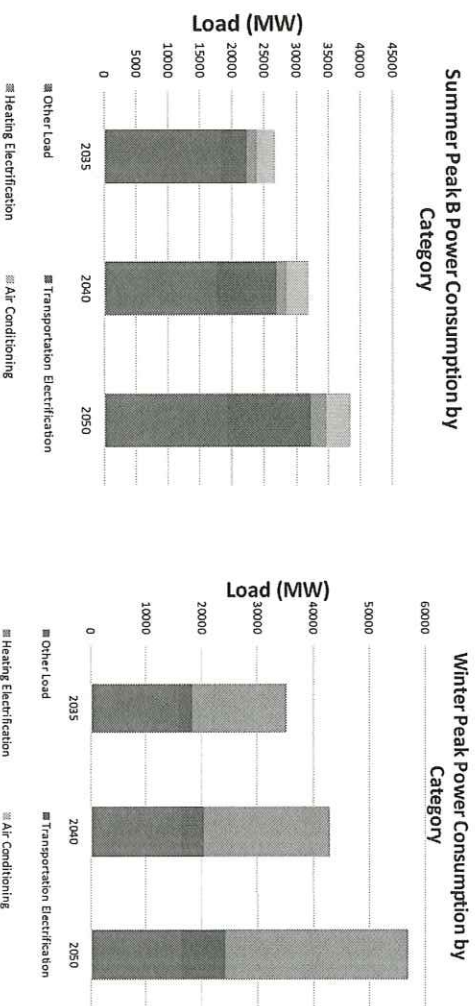 Summer Peak B Power Consumption by
Category
Load (MW)
45000
40000
35000
30000
25000
20000
15000
10000
5000
0
2035
2040
2050
Other Load
Transportation Electrification
Heating Electrification
Air Conditioning
Winter Peak Power Consumption by
Category
Load (MW)
60000
50000
40000
30000
20000
10000
0
2035
2040
2050
Other Load
Transportation Electrification
Heating Electrification
Air Conditioning